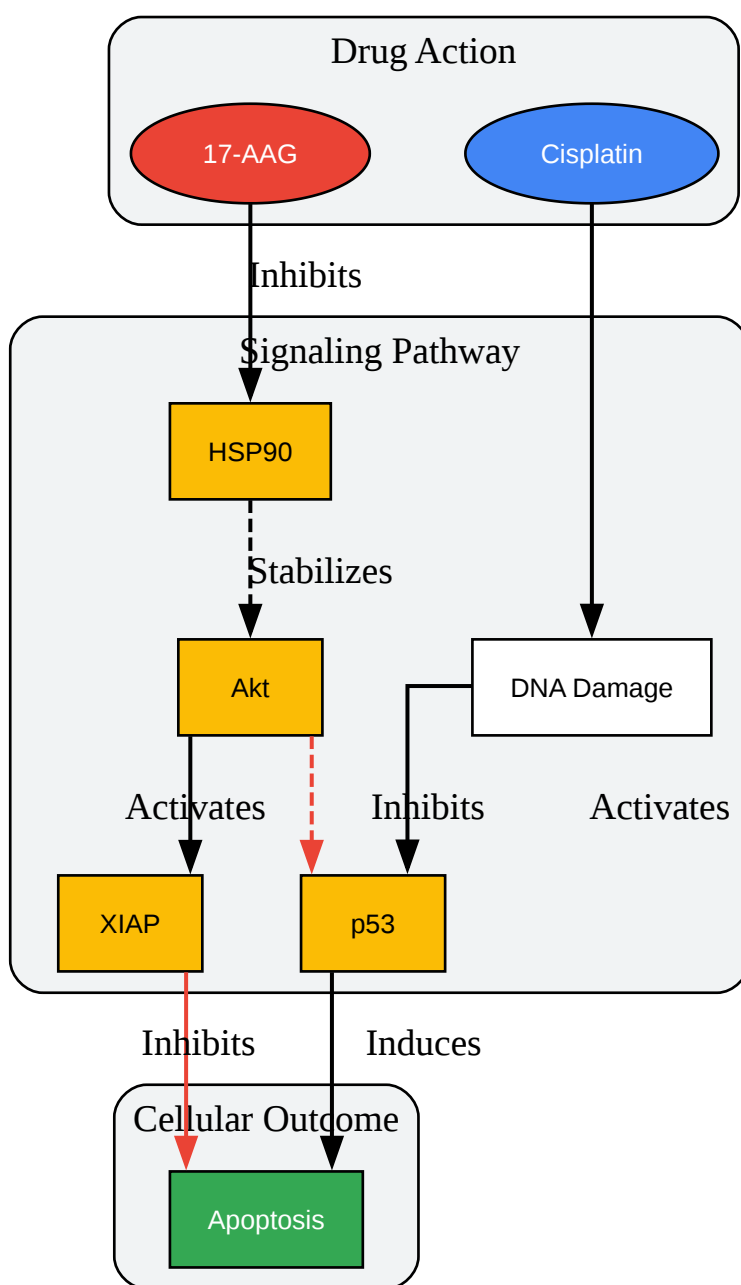 Drug Action
17-AAG
Cisplatin
Inhibits
Signaling Pathway
HSP90
Stabilizes
Akt
DNA Damage
Activates
Inhibits
Activates
XIAP
p53
Inhibits
Induces
Cellular Outcome
Apoptosis